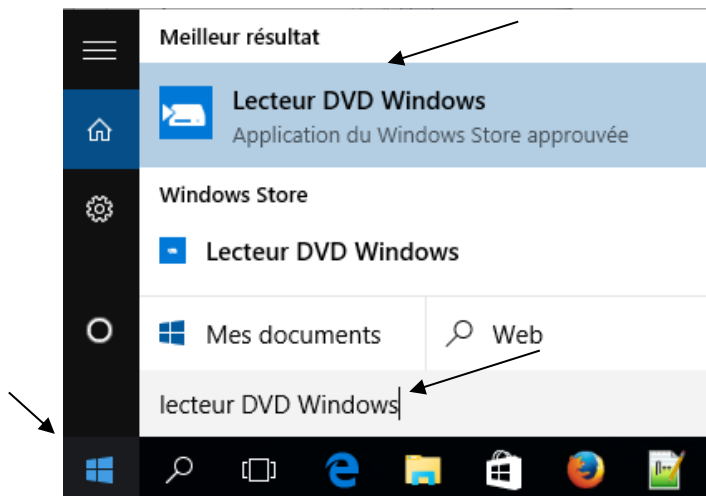 Meilleur résultat
Lecteur DVD Windows
Application du Windows Store approuvée
Windows Store
Lecteur DVD Windows
Mes documents
Web
lecteur DVD Windows